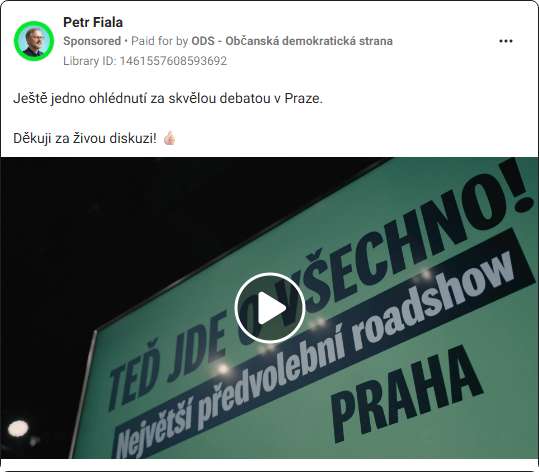 Petr Fiala
Sponsored • Paid for by ODS - Občanská demokratická strana
Library ID: 1461557608593692
Ještě jedno ohlédnutí za skvělou debatou v Praze.
Děkuji za živou diskuzi! 👍🏻
TEĎ JDE O VŠECHNO!
Největší předvolební roadshow
PRAHA